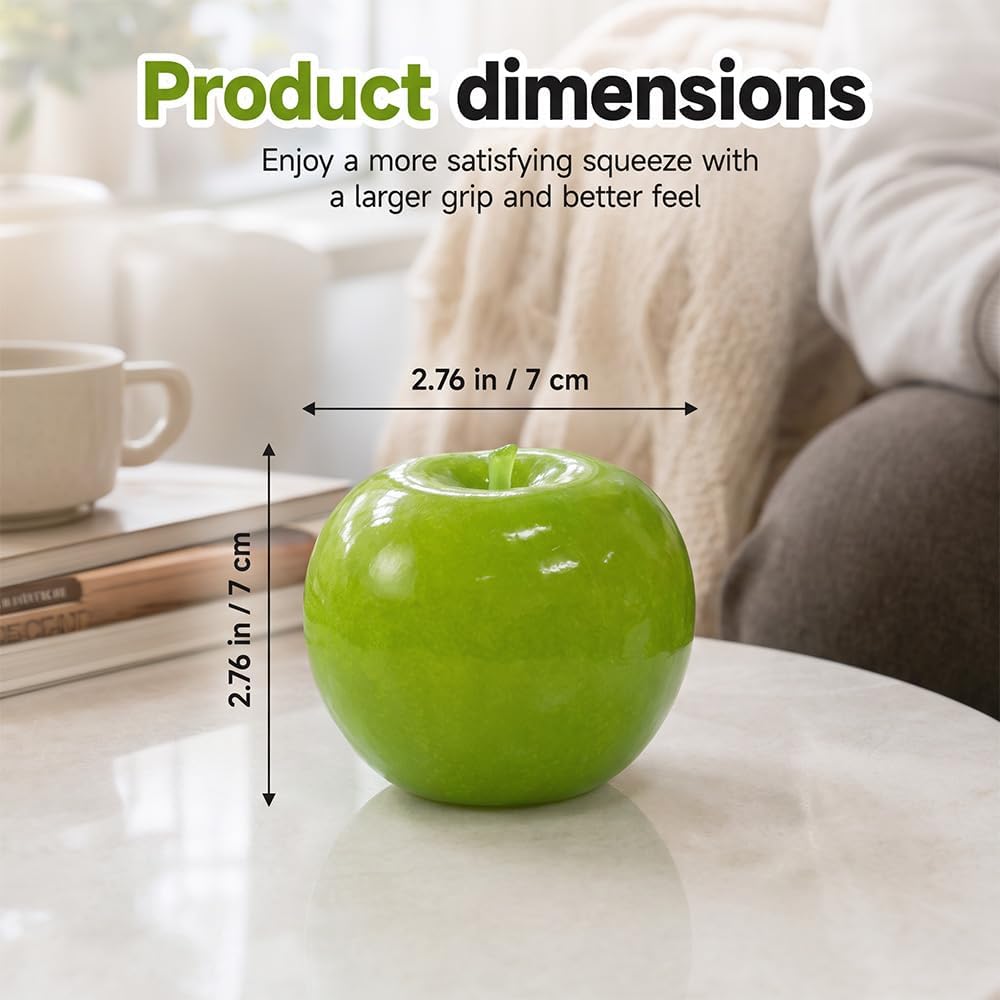 Product dimensions
Enjoy a more satisfying squeeze with
a larger grip and better feel
2.76 in / 7 cm
2.76 in / 7 cm